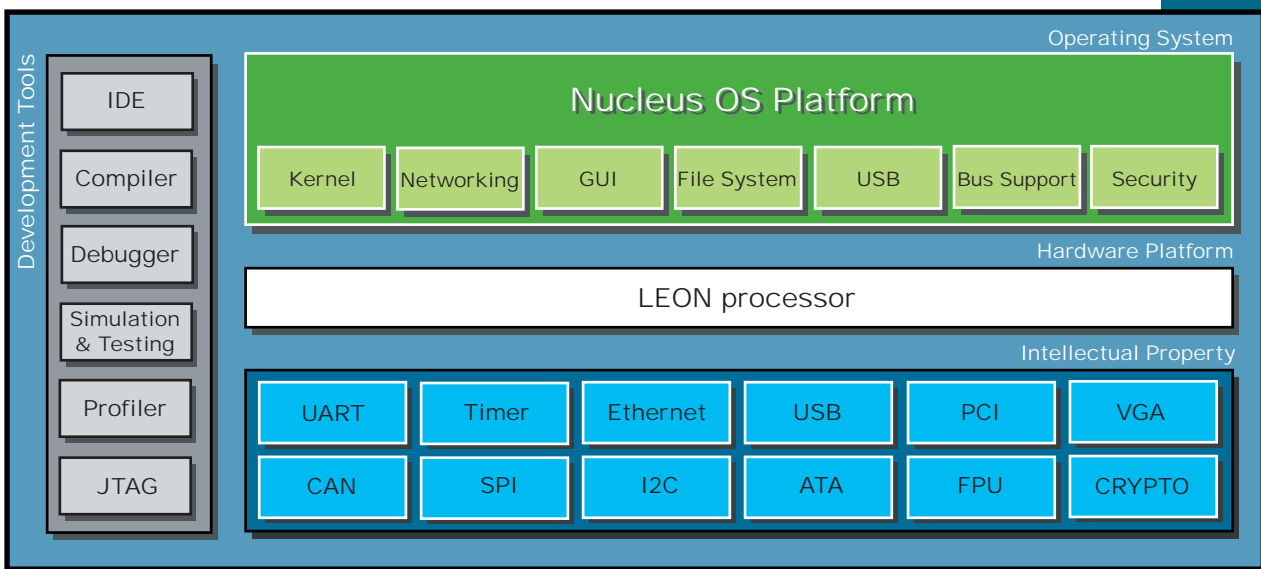 Development Tools
IDE
Compiler
Debugger
Simulation
& Testing
Profiler
JTAG
Operating System
Nucleus OS Platform
Kernel
Networking
GUI
File System
USB
Bus Support
Security
Hardware Platform
LEON processor
Intellectual Property
UART
Timer
Ethernet
USB
PCI
VGA
CAN
SPI
I2C
ATA
FPU
CRYPTO